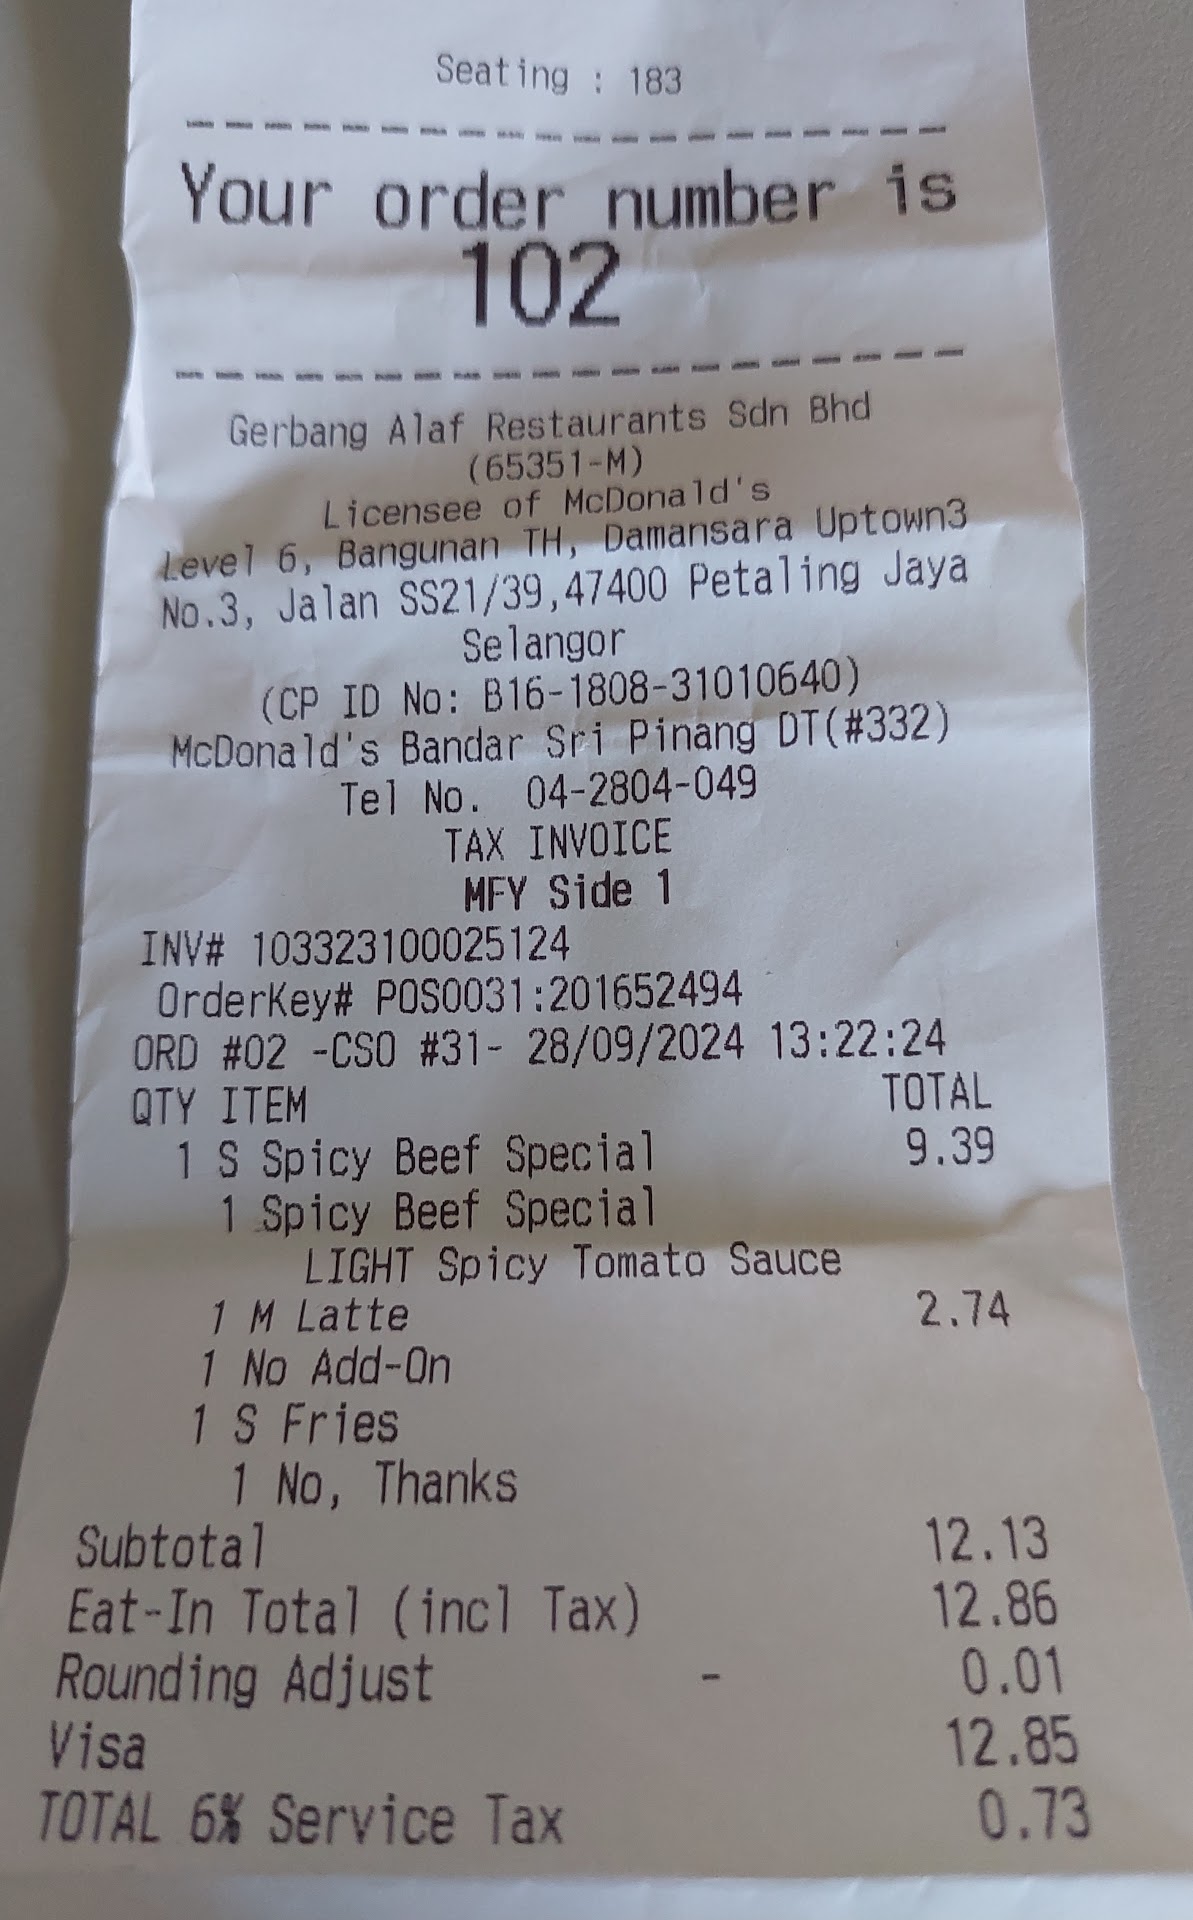 Seating : 183
Your order number is
102
Gerbang Alaf Restaurants Sdn Bhd
(65351-M)
Licensee of McDonald's
Level 6, Bangunan TH, Damansara Uptown3
No.3, Jalan SS21/39,47400 Petaling Jaya
Selangor
(CP ID No: B16-1808-31010640)
McDonald's Bandar Sri Pinang DT(#332)
Tel No. 04-2804-049
TAX INVOICE
MFY Side 1
INV# 103323100025124
OrderKey# POS0031:201652494
ORD #02 -CSO #31- 28/09/2024 13:22:24
QTY ITEM TOTAL
1 S Spicy Beef Special 9.39
1 Spicy Beef Special
LIGHT Spicy Tomato Sauce
1 M Latte 2.74
1 No Add-On
1 S Fries
1 No, Thanks
Subtotal 12.13
Eat-In Total (incl Tax) 12.86
Rounding Adjust - 0.01
Visa 12.85
TOTAL 6% Service Tax 0.73